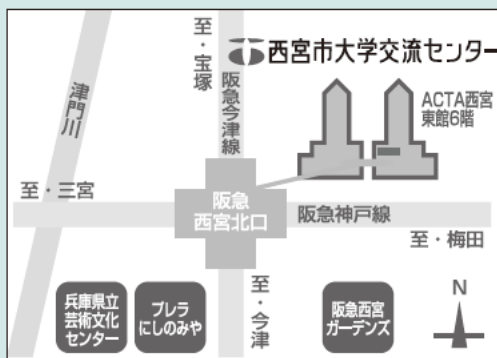 西宮市大学交流センター
至・宝塚
阪急今津線
津門川
ACTA西宮
東館6階
至・三宮
阪急
西宮北口
阪急神戸線
至・梅田
兵庫県立
芸術文化
センター
プレラ
にしのみや
至・今津
阪急西宮
ガーデンズ
N